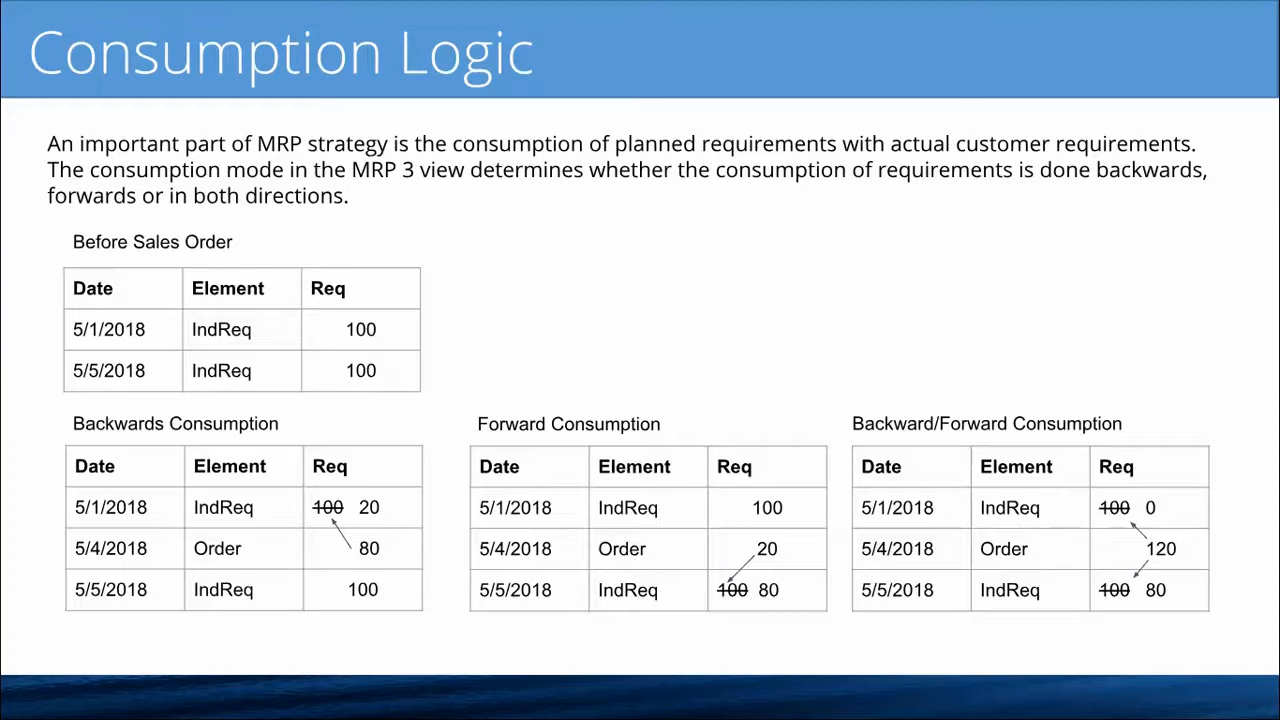 Consumption Logic
An important part of MRP strategy is the consumption of planned requirements with actual customer requirements.
The consumption mode in the MRP 3 view determines whether the consumption of requirements is done backwards,
forwards or in both directions.
Before Sales Order
Date Element Req
5/1/2018 IndReq 100
5/5/2018 IndReq 100
Backwards Consumption
Date Element Req
5/1/2018 IndReq 100 20
5/4/2018 Order 80
5/5/2018 IndReq 100
Forward Consumption
Date Element Req
5/1/2018 IndReq 100
5/4/2018 Order 20
5/5/2018 IndReq 100 80
Backward/Forward Consumption
Date Element Req
5/1/2018 IndReq 100 0
5/4/2018 Order 120
5/5/2018 IndReq 100 80